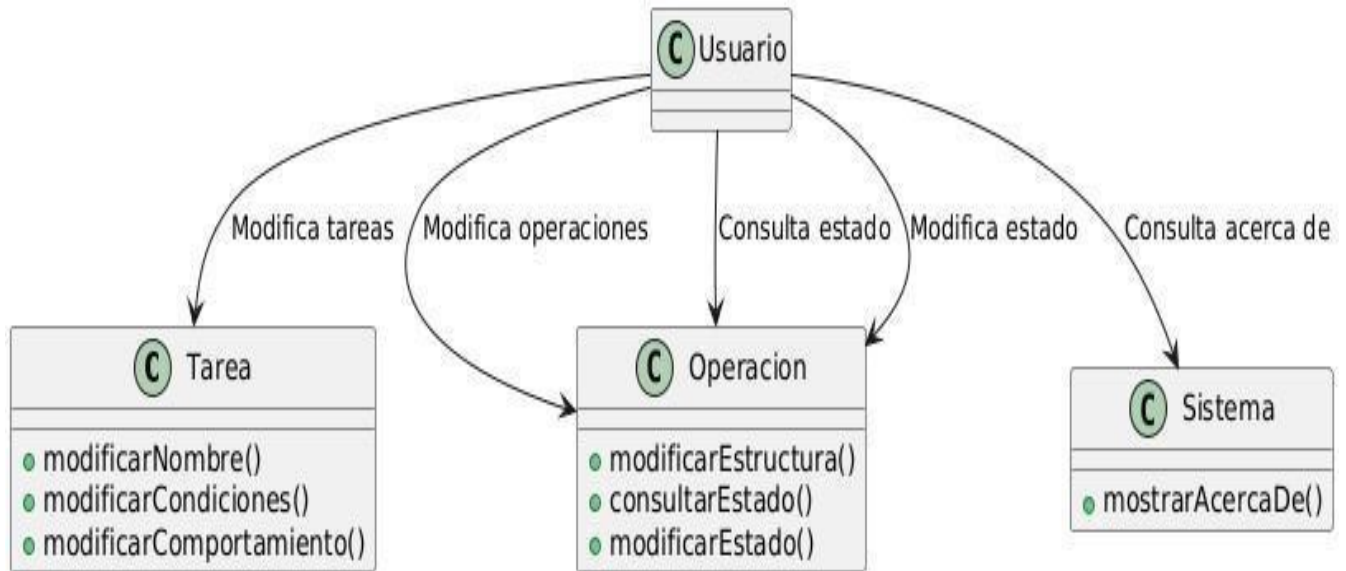 C Usuario
Modifica tareas
Modifica operaciones
Consulta estado
Modifica estado
Consulta acerca de
C Tarea
modificarNombre()
modificarCondiciones()
modificarComportamiento()
C Operacion
modificarEstructura()
consultarEstado()
modificarEstado()
C Sistema
mostrarAcercaDe()